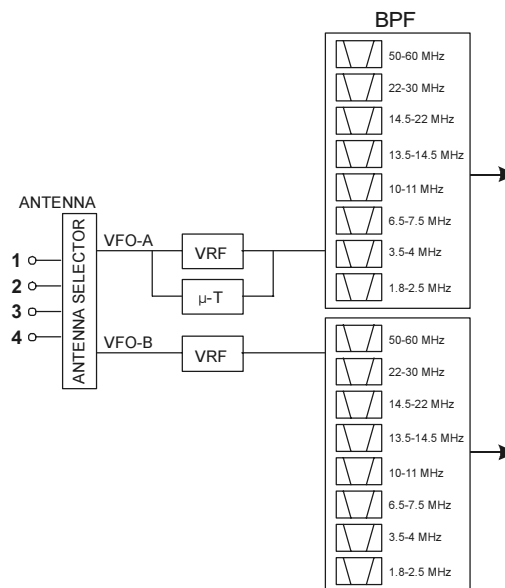 BPF
50-60 MHz
22-30 MHz
14.5-22 MHz
13.5-14.5 MHz
10-11 MHz
6.5-7.5 MHz
3.5-4 MHz
1.8-2.5 MHz
ANTENNA
1
2
3
4
ANTENNA SELECTOR
VFO-A
VRF
μ-T
VFO-B
VRF
50-60 MHz
22-30 MHz
14.5-22 MHz
13.5-14.5 MHz
10-11 MHz
6.5-7.5 MHz
3.5-4 MHz
1.8-2.5 MHz